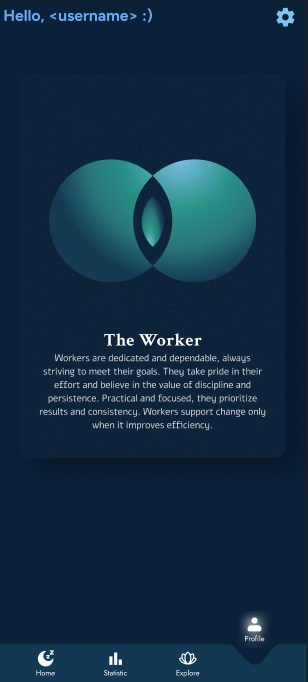 Hello, <username> :)
The Worker
Workers are dedicated and dependable, always
striving to meet their goals. They take pride in their
effort and believe in the value of discipline and
persistence. Practical and focused, they prioritize
results and consistency. Workers support change only
when it improves efficiency.
Profile
Home
Statistic
Explore